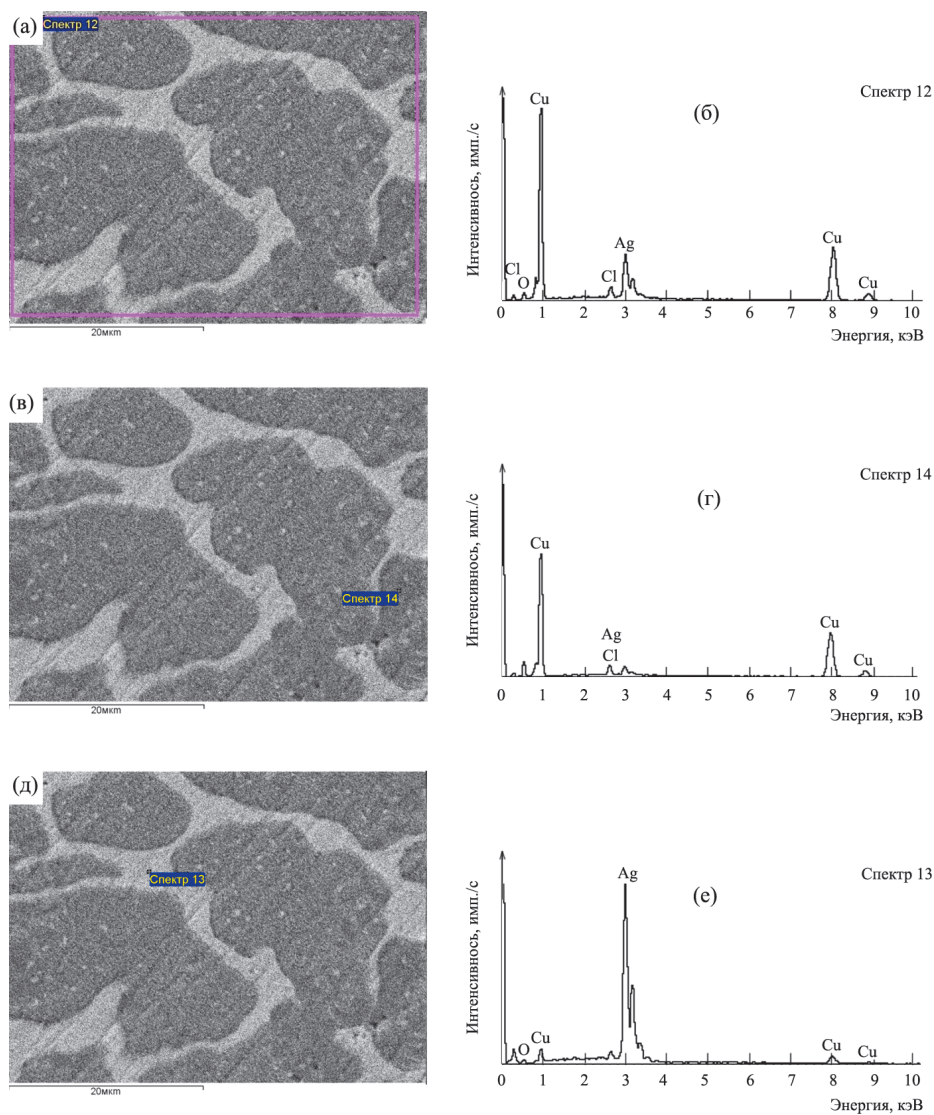 (а)
Спектр 12
20мкm
(б)
Спектр 12
Интенсивнось, имп./с
Cu
Cl
O
Cl
Ag
Cu
Cu
0 1 2 3 4 5 6 7 8 9 10
Энергия, кэВ
(в)
Спектр 14
20мкm
(г)
Спектр 14
Интенсивнось, имп./с
Cu
Ag
Cl
Cu
Cu
0 1 2 3 4 5 6 7 8 9 10
Энергия, кэВ
(д)
Спектр 13
20мкm
(е)
Спектр 13
Интенсивнось, имп./с
O
Cu
Ag
Cu
Cu
0 1 2 3 4 5 6 7 8 9 10
Энергия, кэВ